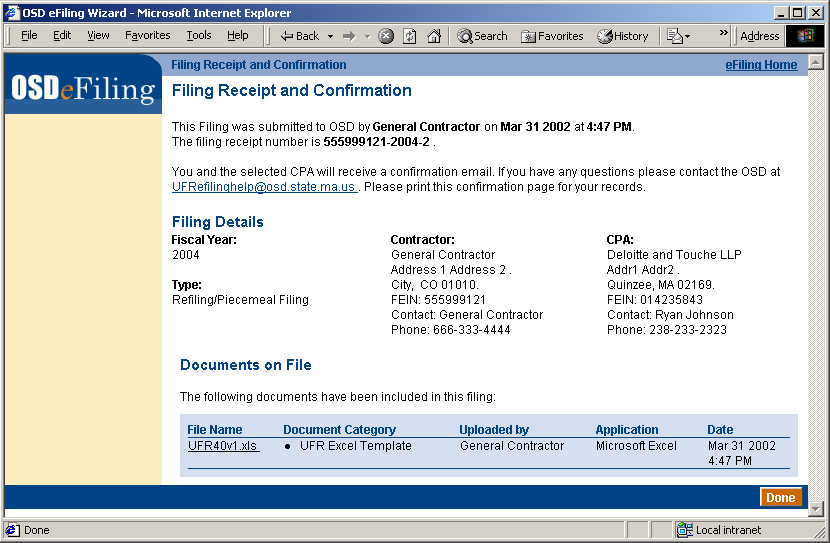 OSD eFiling Wizard - Microsoft Internet Explorer
File Edit View Favorites Tools Help Back Search Favorites History » Address
OSDeFiling
Filing Receipt and Confirmation eFiling Home
Filing Receipt and Confirmation
This Filing was submitted to OSD by General Contractor on Mar 31 2002 at 4:47 PM.
The filing receipt number is 555999121-2004-2 .
You and the selected CPA will receive a confirmation email. If you have any questions please contact the OSD at
UFRefilinghelp@osd.state.ma.us . Please print this confirmation page for your records.
Filing Details
Fiscal Year: Contractor: CPA:
2004 General Contractor Deloitte and Touche LLP
Address 1 Address 2 . Addr1 Addr2 .
Type: City, CO 01010. Quinzee, MA 02169.
Refiling/Piecemeal Filing FEIN: 555999121 FEIN: 014235843
Contact: General Contractor Contact: Ryan Johnson
Phone: 666-333-4444 Phone: 238-233-2323
Documents on File
The following documents have been included in this filing:
File Name Document Category Uploaded by Application Date
UFR40v1.xls • UFR Excel Template General Contractor Microsoft Excel Mar 31 2002
4:47 PM
Done
Done Local intranet